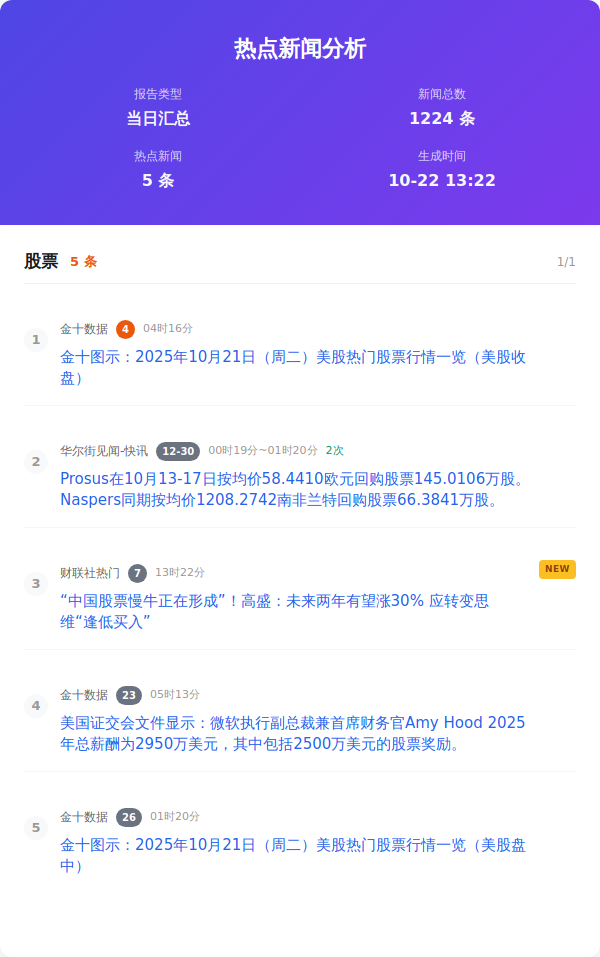 热点新闻分析
报告类型
当日汇总
新闻总数
1224 条
热点新闻
5 条
生成时间
10-22 13:22
股票 5 条 1/1
1 金十数据 4 04时16分
金十图示：2025年10月21日（周二）美股热门股票行情一览（美股收
盘）
2 华尔街见闻-快讯 12-30 00时19分~01时20分 2次
Prosus在10月13-17日按均价58.4410欧元回购股票145.0106万股。
Naspers同期按均价1208.2742南非兰特回购股票66.3841万股。
3 财联社热门 7 13时22分 NEW
“中国股票慢牛正在形成”！高盛：未来两年有望涨30% 应转变思
维“逢低买入”
4 金十数据 23 05时13分
美国证交会文件显示：微软执行副总裁兼首席财务官Amy Hood 2025
年总薪酬为2950万美元，其中包括2500万美元的股票奖励。
5 金十数据 26 01时20分
金十图示：2025年10月21日（周二）美股热门股票行情一览（美股盘
中）